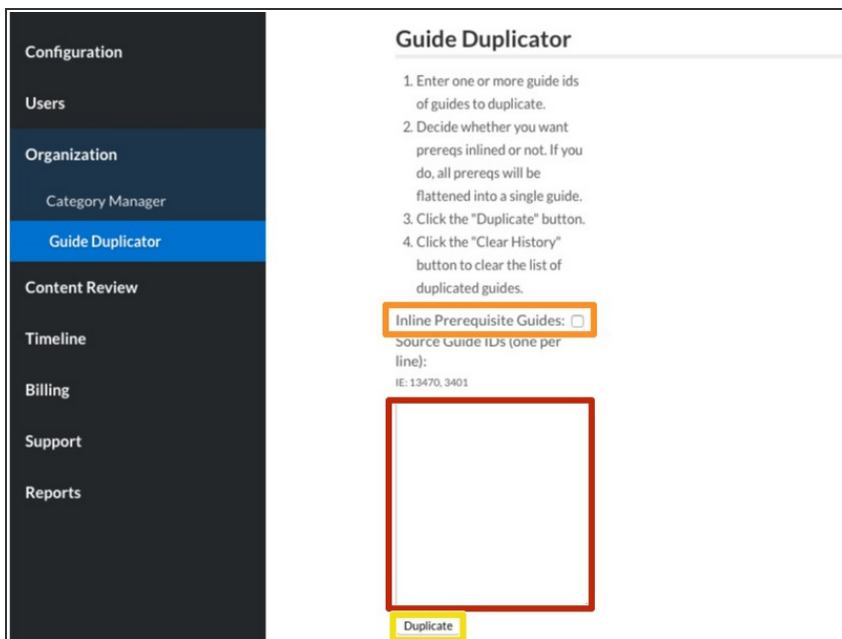 Configuration
Users
Organization
Category Manager
Guide Duplicator
Content Review
Timeline
Billing
Support
Reports
Guide Duplicator
1. Enter one or more guide ids
of guides to duplicate.
2. Decide whether you want
prereqs inlined or not. If you
do, all prereqs will be
flattened into a single guide.
3. Click the "Duplicate" button.
4. Click the "Clear History"
button to clear the list of
duplicated guides.
Inline Prerequisite Guides:
Source Guide IDs (one per
line):
IE: 13470, 3401
Duplicate